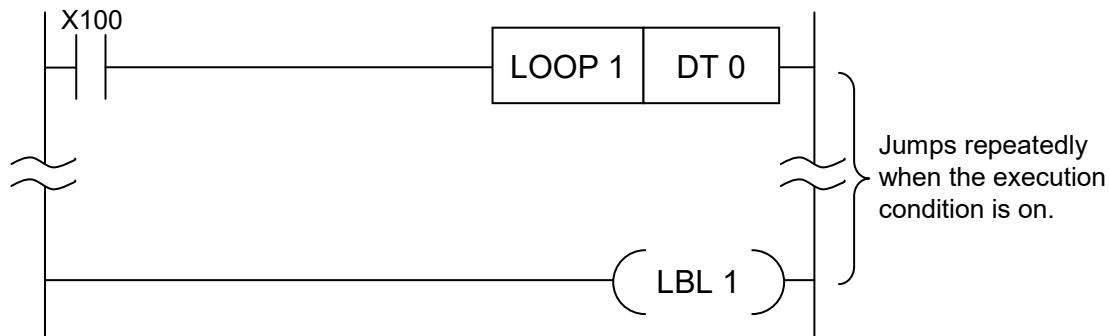 X100
LOOP 1 DT 0
Jumps repeatedly
when the execution
condition is on.
LBL 1